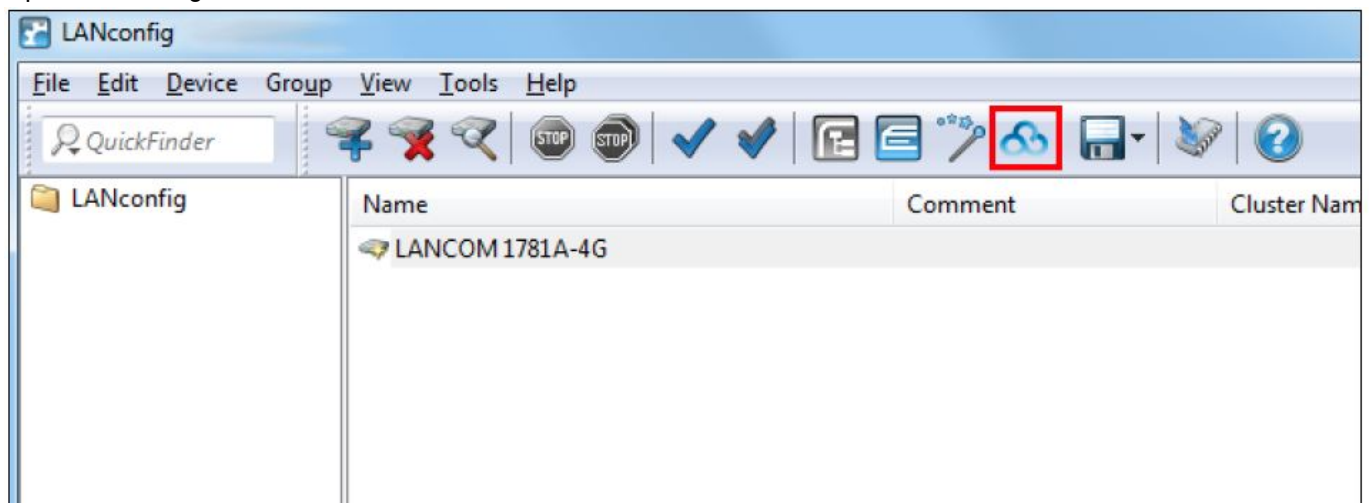 LANconfig
File Edit Device Group View Tools Help
QuickFinder STOP STOP
LANconfig Name Comment Cluster Nam
LANCOM 1781A-4G